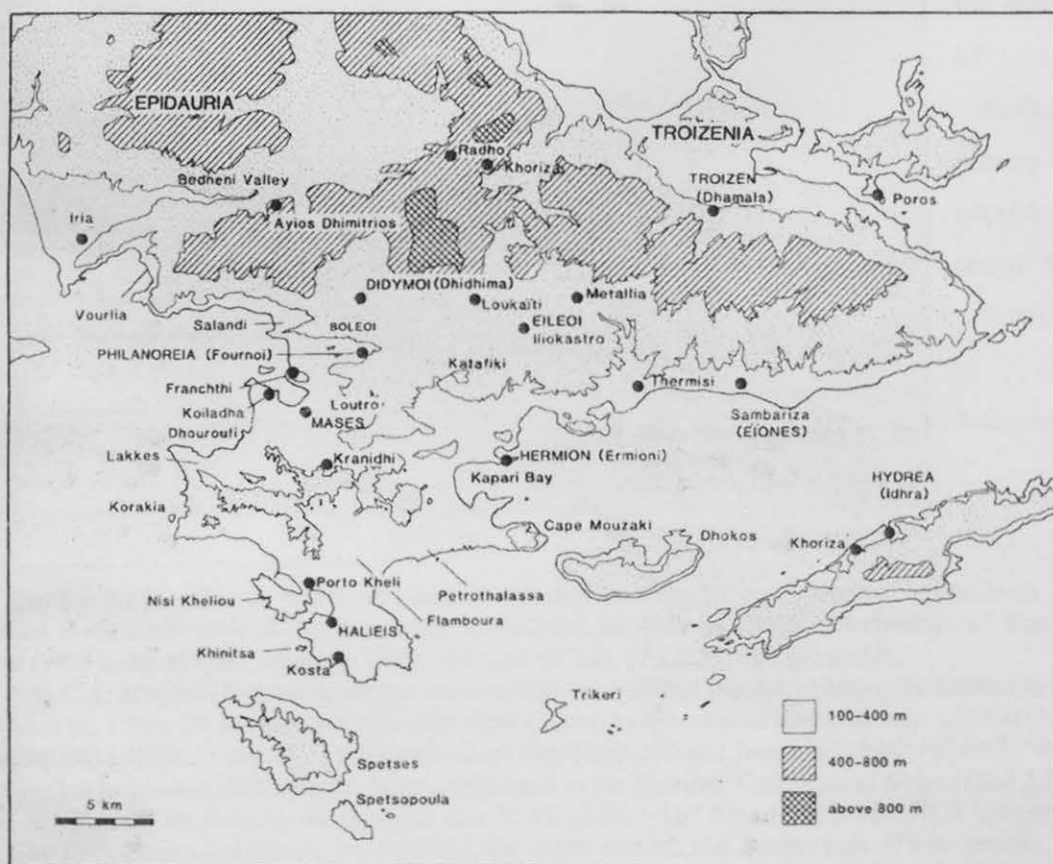 EPIDAURIA
TROIZENIA
Radho
Khoriza
Bedheni Valley
TROIZEN
(Dhamala)
Poros
Iria
Ayios Dhimitrios
DIDYMOI (Dhidhima)
Loukaïti
Metallia
Vourlia
Salandi
BOLEOI
EILEOI
Iliokastro
PHILANOREIA (Fournoi)
Katafiki
Franchthi
Thermisi
Koiladha
Loutro
MASES
Sambariza
(EÏONES)
Dhouroufi
Lakkes
Kranidhi
HERMION (Ermioni)
Kapari Bay
HYDREA
(Idhra)
Korakia
Cape Mouzaki
Dhokos
Khoriza
Porto Kheli
Nisi Kheliou
Petrothalassa
HALIEIS
Flamboura
Khinitsa
Kosta
Trikeri
100-400 m
400-800 m
Spetses
5 km
Spetsopoula
above 800 m